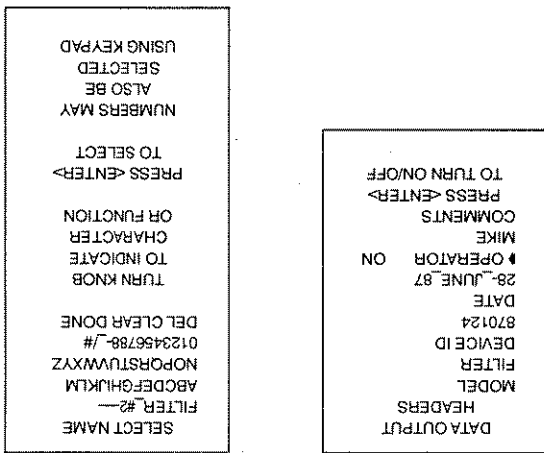 DATA OUTPUT
HEADERS
MODEL
FILTER
DEVICE ID
870124
DATE
28-_JUNE_87
♦ OPERATOR ON
MIKE
COMMENTS
PRESS <ENTER>
TO TURN ON/OFF
SELECT NAME
FILTER_#2----
ABCDEFGHIJKLM
NOPQRSTUVWXYZ
0123456788-_/#
DEL CLEAR DONE
TURN KNOB
TO INDICATE
CHARACTER
OR FUNCTION
PRESS <ENTER>
TO SELECT
NUMBERS MAY
ALSO BE
SELECTED
USING KEYPAD